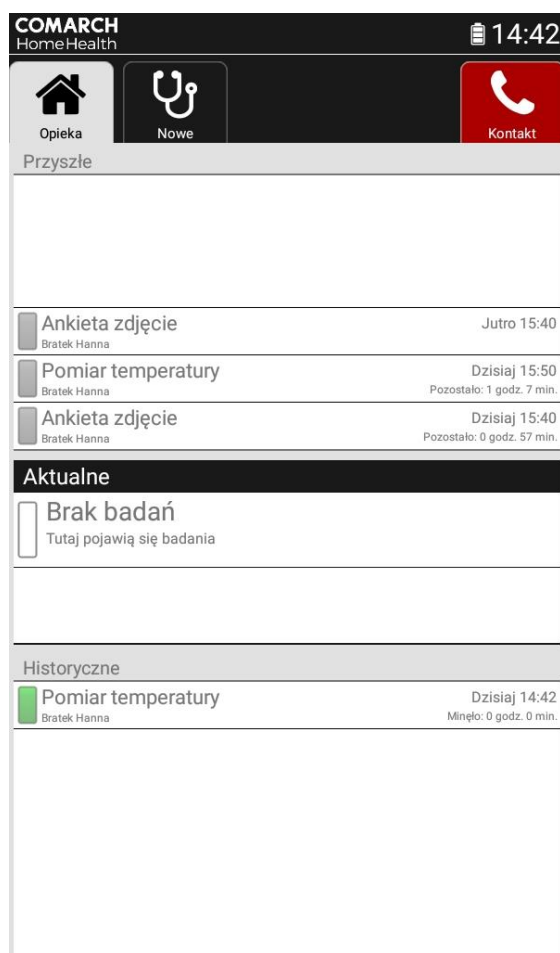 COMARCH
HomeHealth
14:42
Opieka
Nowe
Kontakt
Przyszłe
Ankieta zdjęcie
Jutro 15:40
Bratek Hanna
Pomiar temperatury
Dzisiaj 15:50
Bratek Hanna
Pozostało: 1 godz. 7 min.
Ankieta zdjęcie
Dzisiaj 15:40
Bratek Hanna
Pozostało: 0 godz. 57 min.
Aktualne
Brak badań
Tutaj pojawią się badania
Historyczne
Pomiar temperatury
Dzisiaj 14:42
Bratek Hanna
Minęło: 0 godz. 0 min.